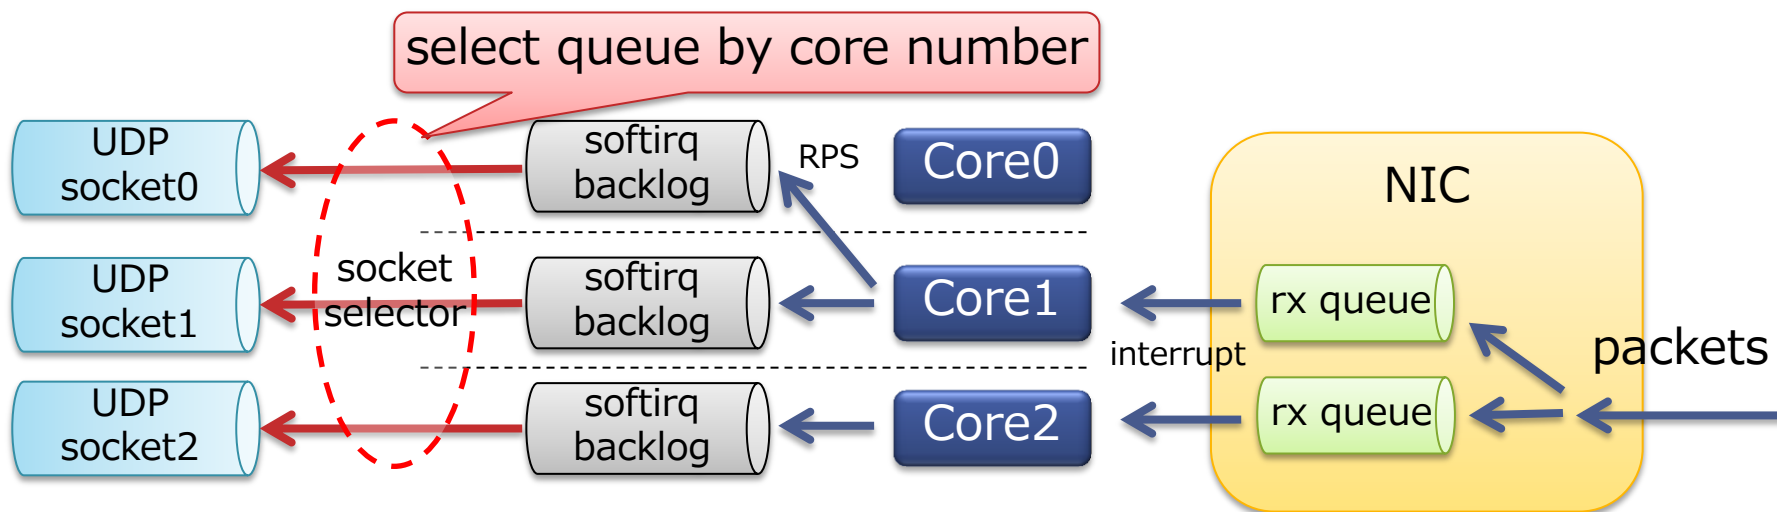 select queue by core number
UDP
socket0
softirq
backlog
RPS
Core0
NIC
UDP
socket1
socket
selector
softirq
backlog
Core1
interrupt
rx queue
packets
UDP
socket2
softirq
backlog
Core2
rx queue